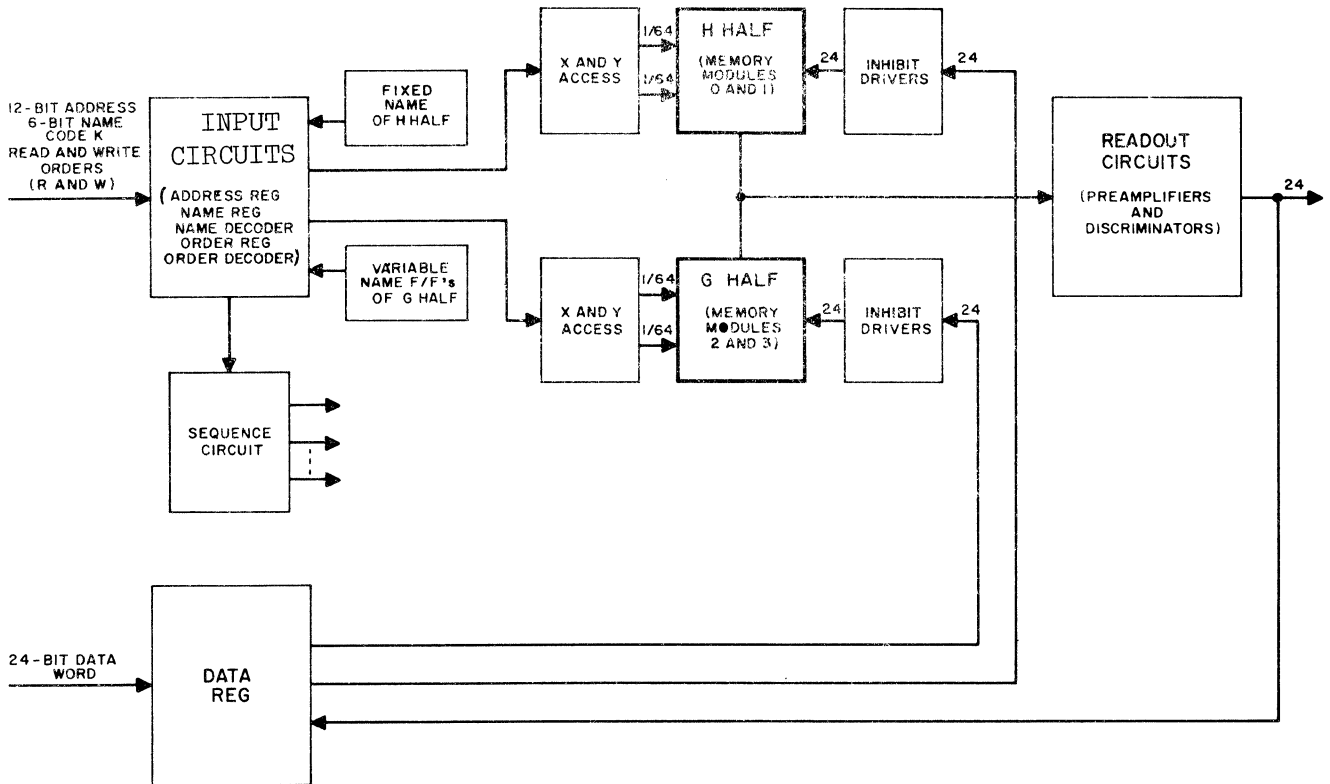 12-BIT ADDRESS
6-BIT NAME
CODE K
READ AND WRITE
ORDERS
(R AND W)
INPUT
CIRCUITS
(ADDRESS REG
NAME REG
NAME DECODER
ORDER REG
ORDER DECODER)
FIXED
NAME
OF H HALF
VARIABLE
NAME F/F's
OF G HALF
X AND Y
ACCESS
1/64
1/64
H HALF
(MEMORY
MODULES
0 AND 1)
24
INHIBIT
DRIVERS
24
READOUT
CIRCUITS
(PREAMPLIFIERS
AND
DISCRIMINATORS)
24
X AND Y
ACCESS
1/64
1/64
G HALF
(MEMORY
MODULES
2 AND 3)
24
INHIBIT
DRIVERS
24
SEQUENCE
CIRCUIT
24-BIT DATA
WORD
DATA
REG